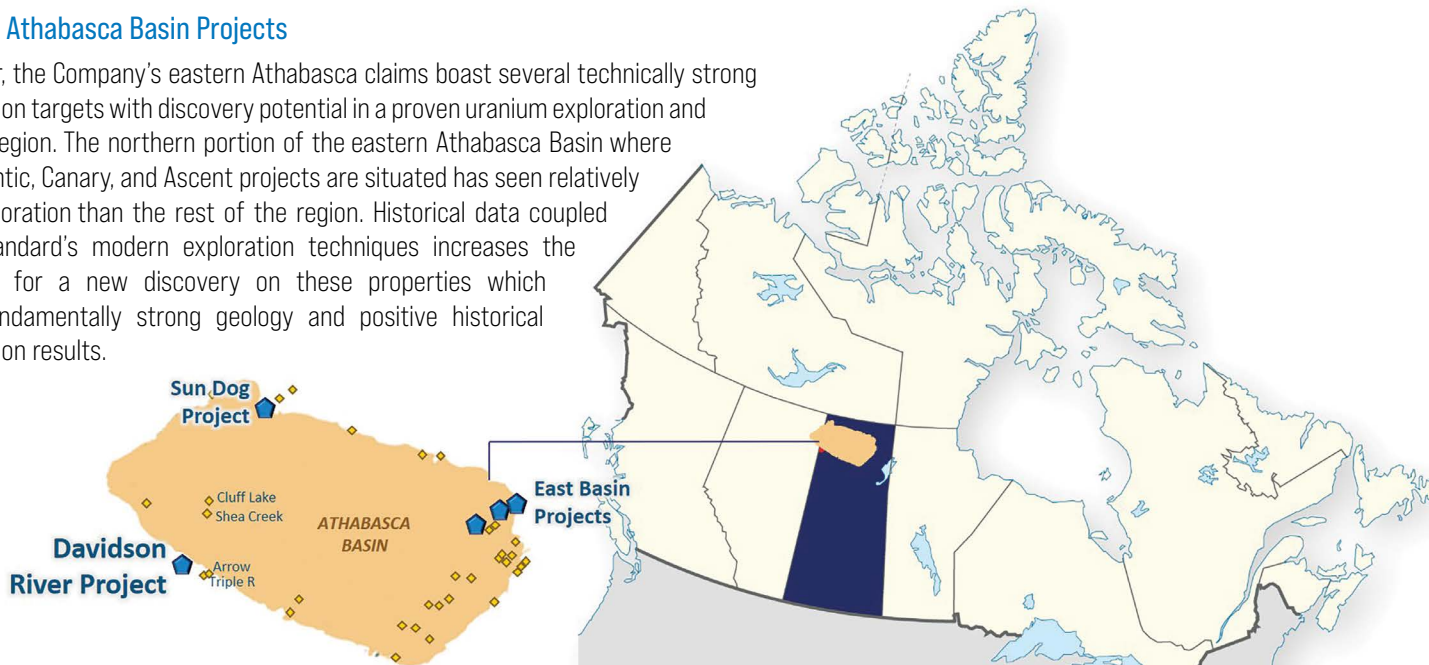 Athabasca Basin Projects
, the Company's eastern Athabasca claims boast several technically strong
on targets with discovery potential in a proven uranium exploration and
egion. The northern portion of the eastern Athabasca Basin where
ntic, Canary, and Ascent projects are situated has seen relatively
oration than the rest of the region. Historical data coupled
andard's modern exploration techniques increases the
for a new discovery on these properties which
ndamentally strong geology and positive historical
on results.
Sun Dog
Project
Cluff Lake
Shea Creek
ATHABASCA
BASIN
East Basin
Projects
Davidson
River Project
Arrow
Triple R